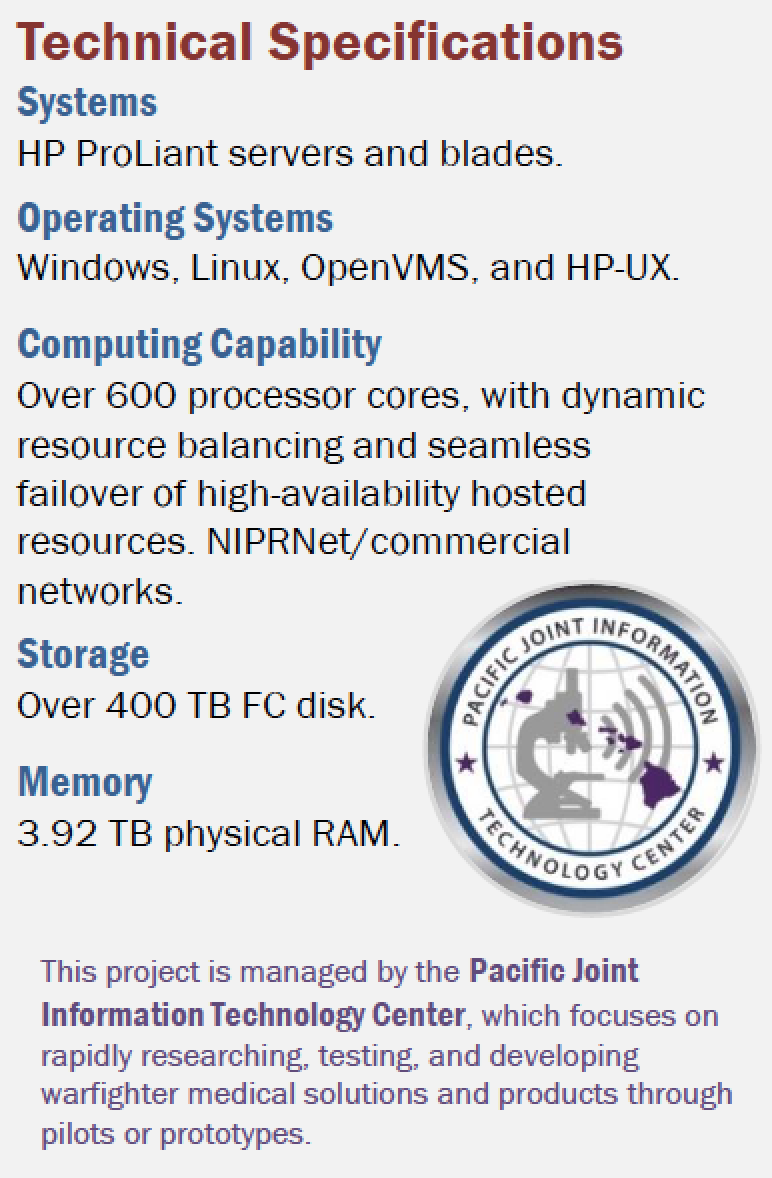 Technical Specifications
Systems
HP ProLiant servers and blades.
Operating Systems
Windows, Linux, OpenVMS, and HP-UX.
Computing Capability
Over 600 processor cores, with dynamic
resource balancing and seamless
failover of high-availability hosted
resources. NIPRNet/commercial
networks.
Storage
Over 400 TB FC disk.
Memory
3.92 TB physical RAM.
PACIFIC JOINT INFORMATION
TECHNOLOGY CENTER
This project is managed by the Pacific Joint
Information Technology Center, which focuses on
rapidly researching, testing, and developing
warfighter medical solutions and products through
pilots or prototypes.